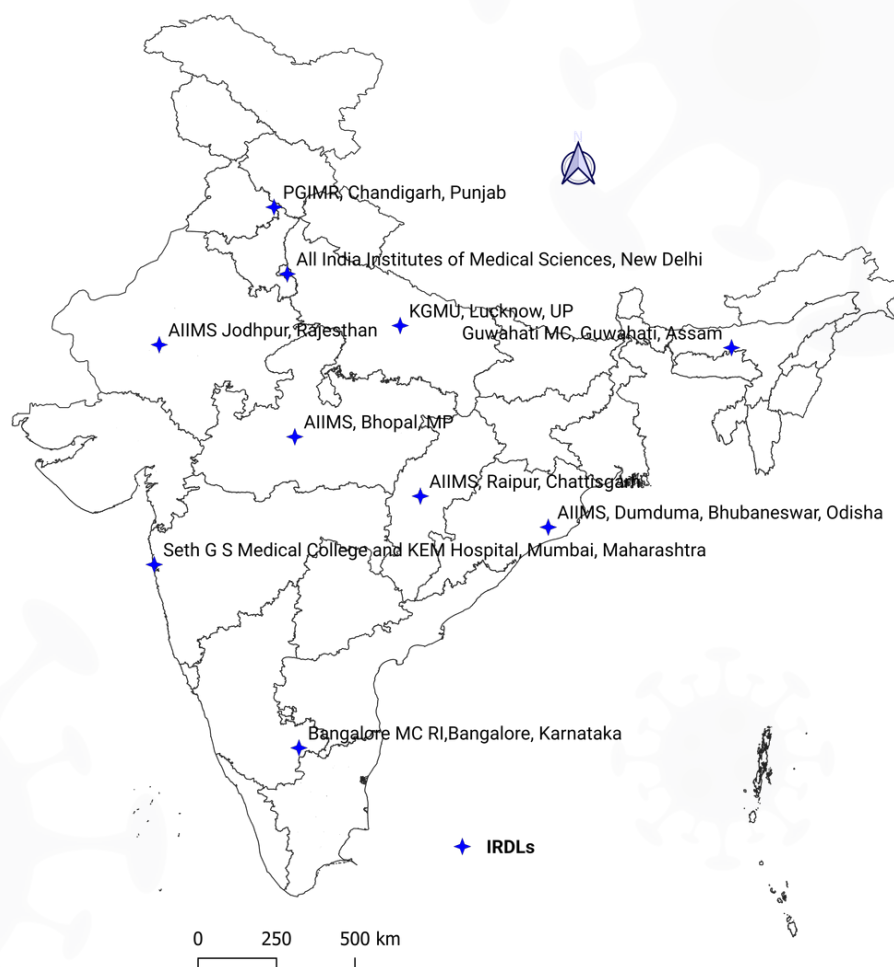 N
PGIMR, Chandigarh, Punjab
All India Institutes of Medical Sciences, New Delhi
KGMU, Lucknow, UP
AIIMS Jodhpur, Rajesthan
Guwahati MC, Guwahati, Assam
AIIMS, Bhopal, MP
AIIMS, Raipur, Chattisgarh
AIIMS, Dumduma, Bhubaneswar, Odisha
Seth G S Medical College and KEM Hospital, Mumbai, Maharashtra
Bangalore MC RI,Bangalore, Karnataka
IRDLs
0 250 500 km